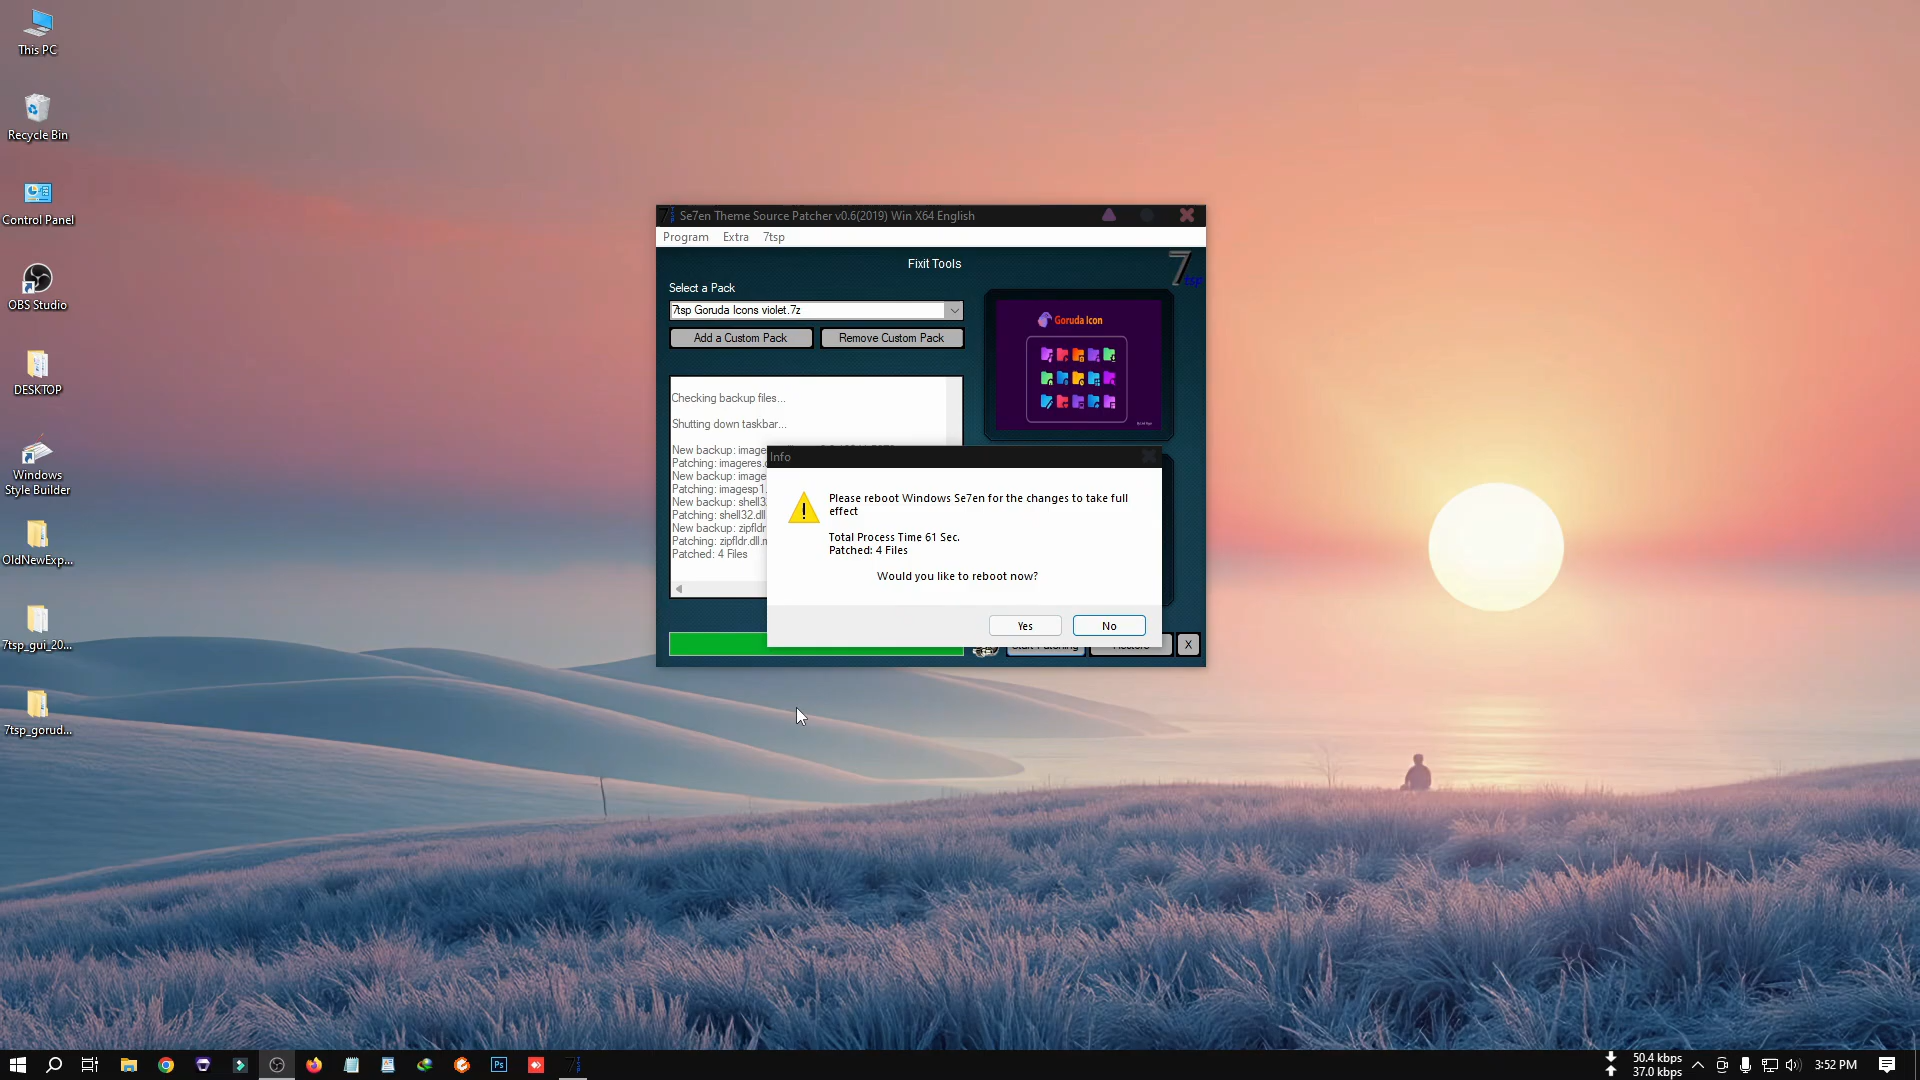 This PC
Recycle Bin
Control Panel
OBS Studio
DESKTOP
Windows
Style Builder
OldNewExp...
7tsp_gui_20...
7tsp_gorud...
Se7en Theme Source Patcher v0.6(2019) Win X64 English
Program Extra 7tsp
Fixit Tools
7tsp
Select a Pack
7tsp Goruda Icons violet.7z
Add a Custom Pack
Remove Custom Pack
Goruda Icon
Checking backup files...
Shutting down taskbar...
New backup: image
Patching: imageres.d
New backup: image
Patching: imagesp1.
New backup: shell3
Patching: shell32.dll
New backup: zipfldr
Patching: zipfldr.dll.m
Patched: 4 Files
Info
Please reboot Windows Se7en for the changes to take full
effect
Total Process Time 61 Sec.
Patched: 4 Files
Would you like to reboot now?
Yes
No
Start Patching
Restore
X
Ps
50.4 kbps
37.0 kbps
3:52 PM